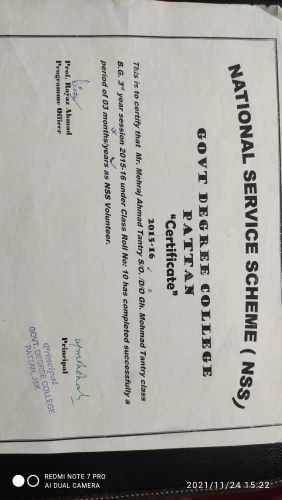 NATIONAL SERVICE SCHEME ( NSS)
GOVT DEGREE COLLEGE
PATTAN
"Certificate"
2015-16
This is to certify that Mr. Mehraj Ahmad Tantry S/O. D/O Gh. Mohmad Tantry class
B.G. 3rd year session 2015-16 under Class Roll No: 10 has completed successfully a
period of 03 months/years as NSS Volunteer.
Prof. Rayaz Ahmad
Programme Officer
Principal
Principal
GOVT. DEGREE COLLEGE
PATTAN, J&K
REDMI NOTE 7 PRO
AI DUAL CAMERA
2021/11/24 15:22